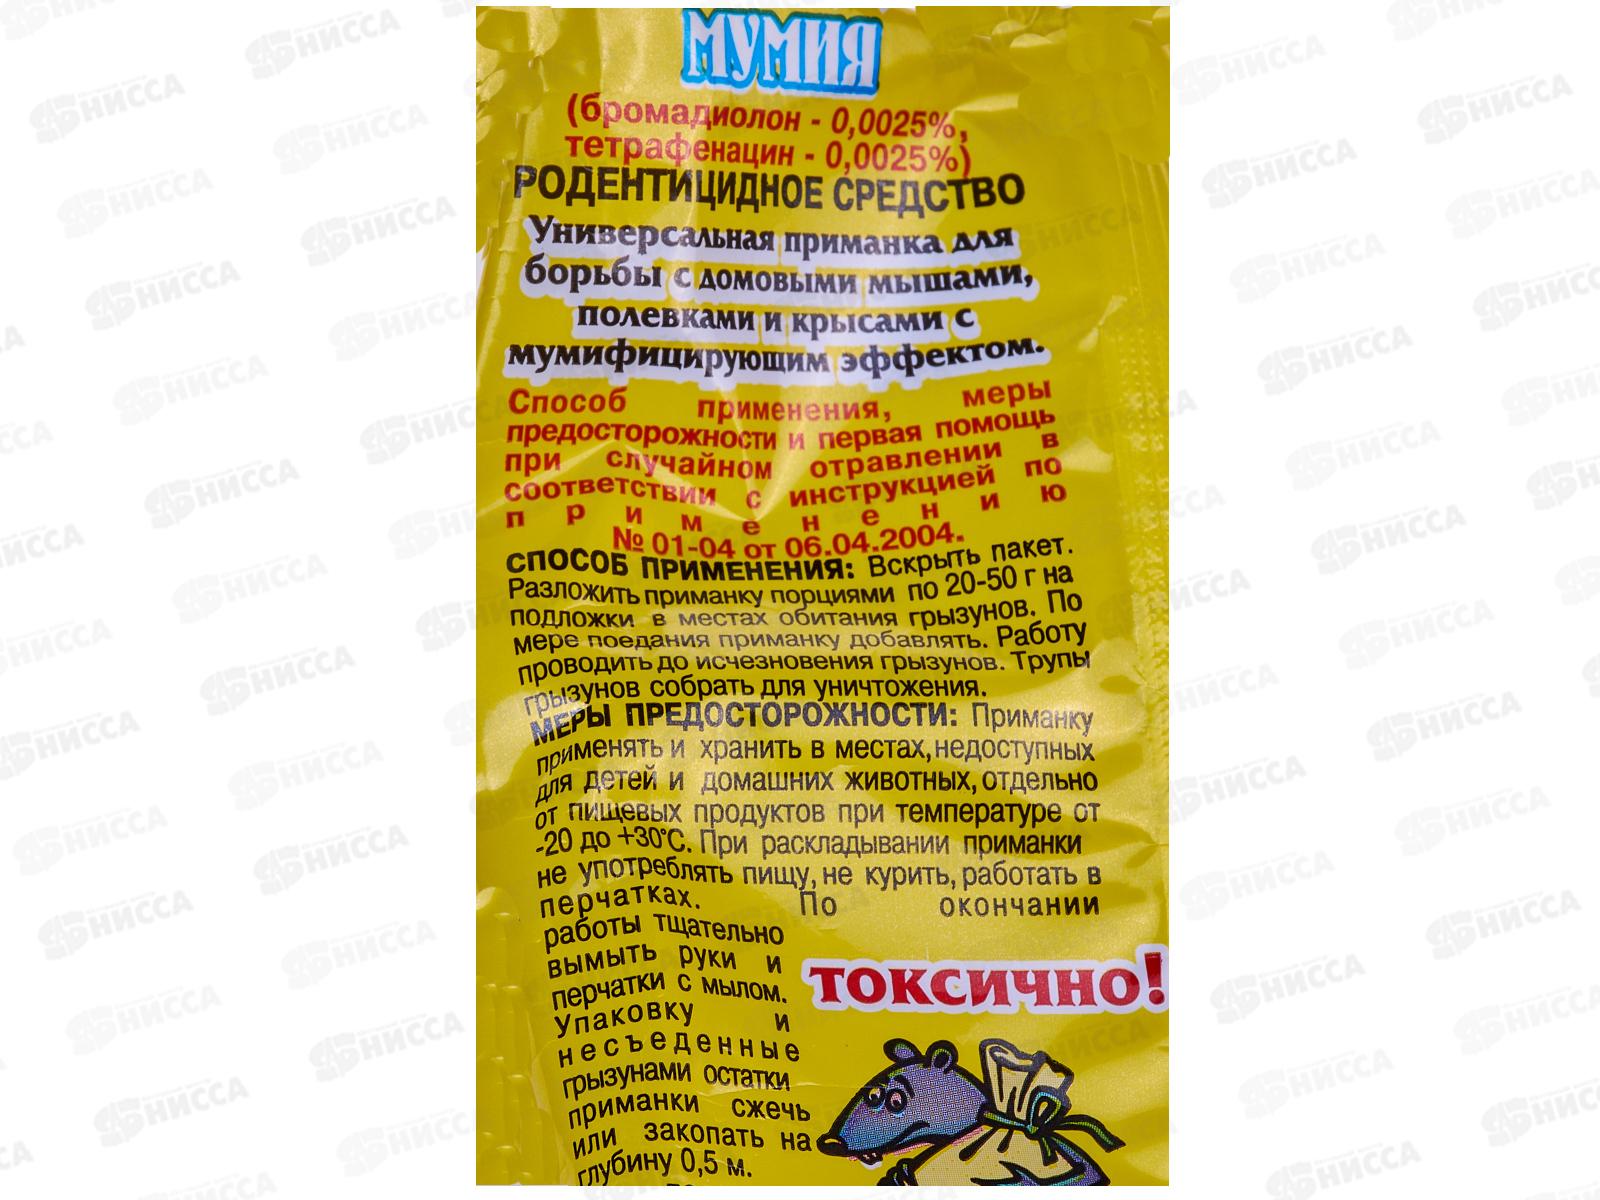 МУМИЯ
(бромадиолон - 0,0025%,
тетрафенацин - 0,0025%)
РОДЕНТИЦИДНОЕ СРЕДСТВО
Универсальная приманка для
борьбы с домовыми мышами,
полевками и крысами с
мумифицирующим эффектом.
Способ применения, меры
предосторожности и первая помощь
при случайном отравлении в
соответствии с инструкцией по
применению
№ 01-04 от 06.04.2004.
СПОСОБ ПРИМЕНЕНИЯ: Вскрыть пакет.
Разложить приманку порциями по 20-50 г на
подложки в местах обитания грызунов. По
мере поедания приманку добавлять. Работу
проводить до исчезновения грызунов. Трупы
грызунов собрать для уничтожения.
МЕРЫ ПРЕДОСТОРОЖНОСТИ: Приманку
применять и хранить в местах, недоступных
для детей и домашних животных, отдельно
от пищевых продуктов при температуре от
-20 до +30°С. При раскладывании приманки
не употреблять пищу, не курить, работать в
перчатках. По окончании
работы тщательно
вымыть руки и
перчатки с мылом.
Упаковку и
несъеденные
грызунами остатки
приманки сжечь
или закопать на
глубину 0,5 м.
ТОКСИЧНО!
НИССА